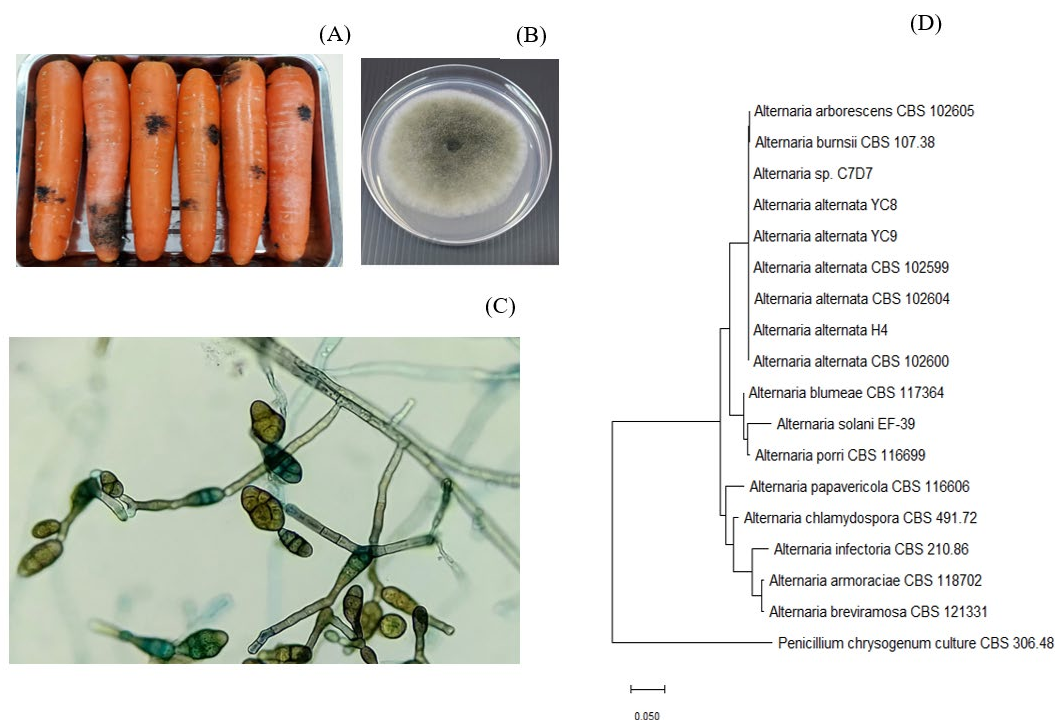 (A)
(B)
(C)
(D)
Alternaria arborescens CBS 102605
Alternaria burnsii CBS 107.38
Alternaria sp. C7D7
Alternaria alternata YC8
Alternaria alternata YC9
Alternaria alternata CBS 102599
Alternaria alternata CBS 102604
Alternaria alternata H4
Alternaria alternata CBS 102600
Alternaria blumeae CBS 117364
Alternaria solani EF-39
Alternaria porri CBS 116699
Alternaria papavericola CBS 116606
Alternaria chlamydospora CBS 491.72
Alternaria infectoria CBS 210.86
Alternaria armoraciae CBS 118702
Alternaria breviramosa CBS 121331
Penicillium chrysogenum culture CBS 306.48
0.050